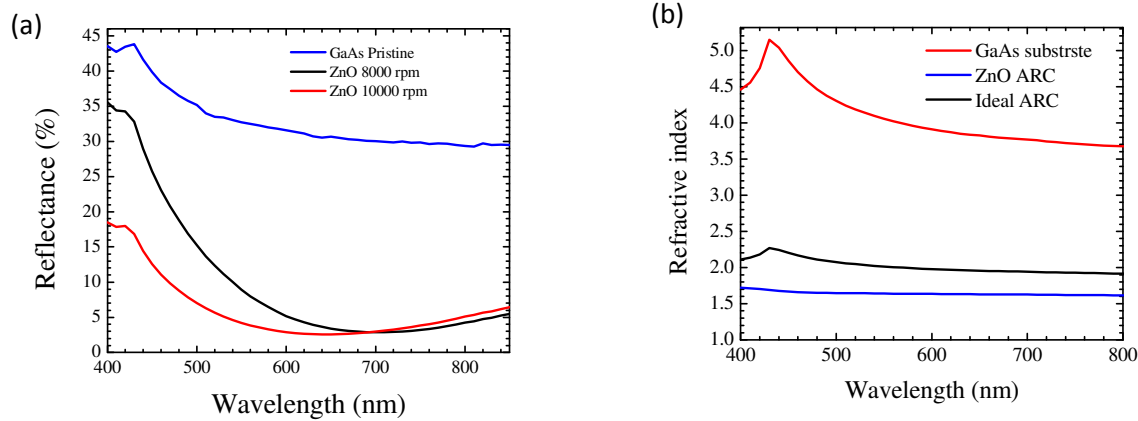 (a)
45
40
35
30
25
20
15
10
5
0
Reflectance (%)
GaAs Pristine
ZnO 8000 rpm
ZnO 10000 rpm
400 500 600 700 800
Wavelength (nm)
(b)
5.0
4.5
4.0
3.5
3.0
2.5
2.0
1.5
1.0
Refractive index
GaAs substrste
ZnO ARC
Ideal ARC
400 500 600 700 800
Wavelength (nm)